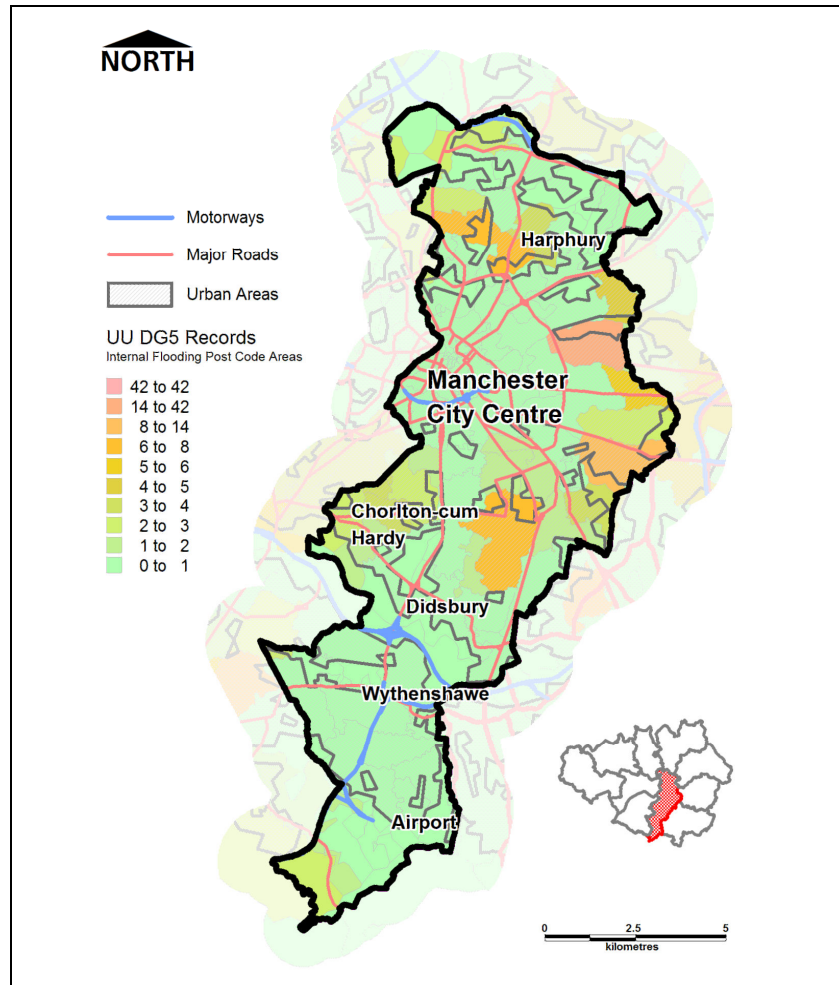 NORTH
Motorways
Major Roads
Urban Areas
UU DG5 Records
Internal Flooding Post Code Areas
42 to 42
14 to 42
8 to 14
6 to 8
5 to 6
4 to 5
3 to 4
2 to 3
1 to 2
0 to 1
Harphury
Manchester
City Centre
Chorlton-cum
Hardy
Didsbury
Wythenshawe
Airport
0 2.5 5
kilometres